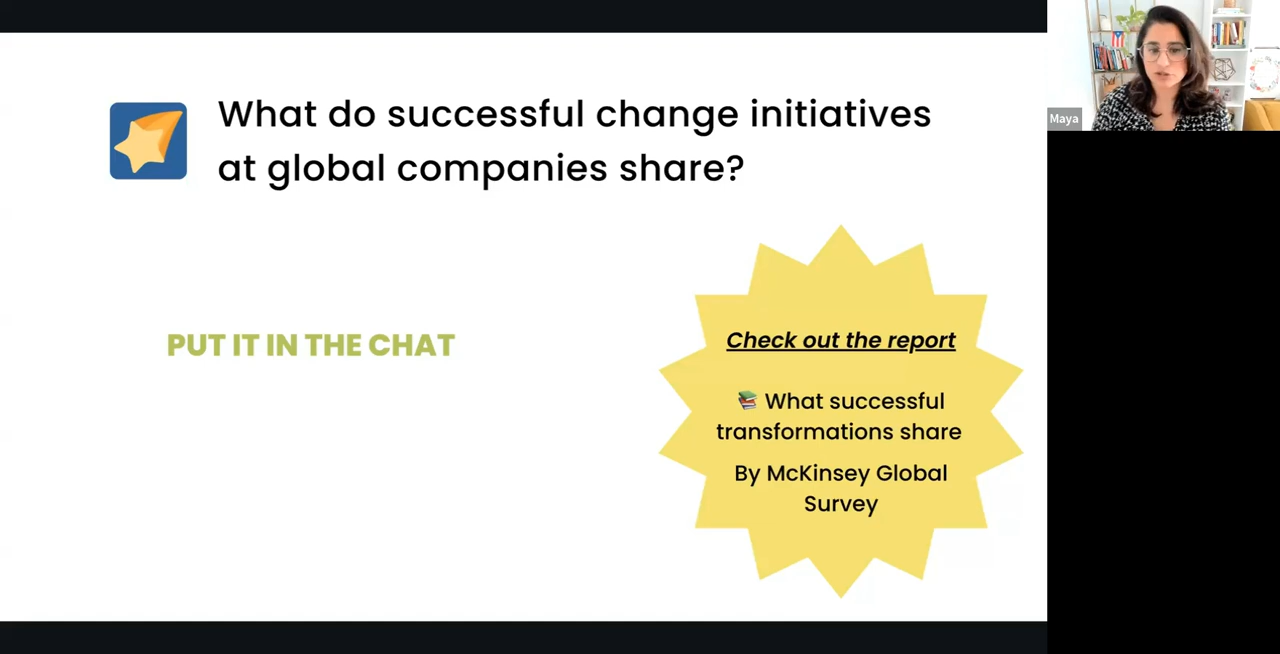 What do successful change initiatives
at global companies share?
PUT IT IN THE CHAT
Check out the report
What successful
transformations share
By McKinsey Global
Survey
Maya